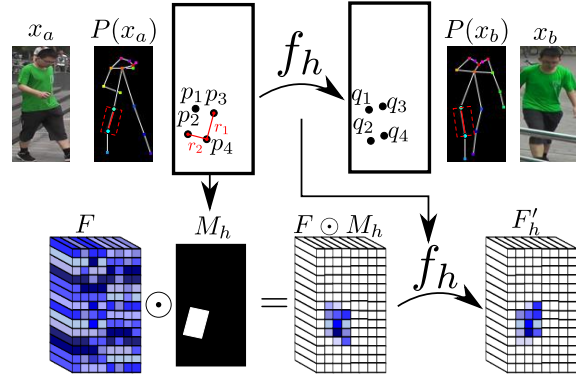 x_a P(x_a) f_h P(x_b) x_b
p_1 p_3 q_1 q_3
p_2 r_1 q_2 q_4
r_2 p_4
F M_h F ⊙ M_h F'_h
⊙ = f_h